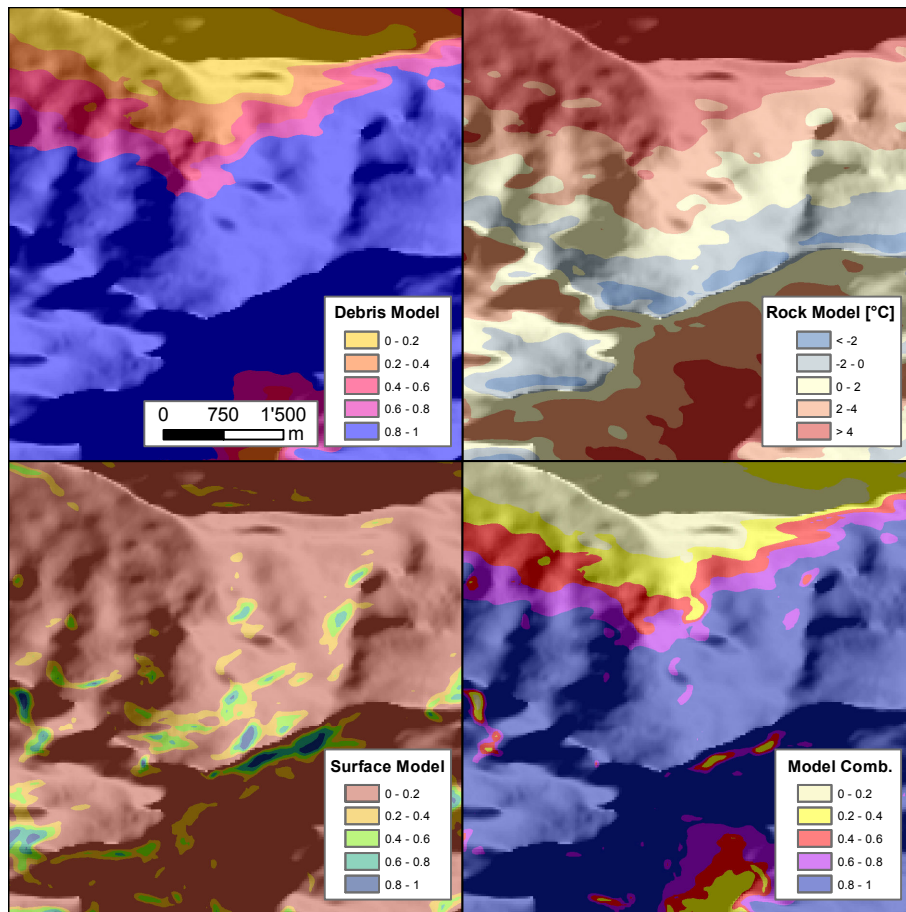 Debris Model
0 - 0.2
0.2 - 0.4
0.4 - 0.6
0.6 - 0.8
0.8 - 1
0 750 1'500
m
Rock Model [°C]
< -2
-2 - 0
0 - 2
2 -4
> 4
Surface Model
0 - 0.2
0.2 - 0.4
0.4 - 0.6
0.6 - 0.8
0.8 - 1
Model Comb.
0 - 0.2
0.2 - 0.4
0.4 - 0.6
0.6 - 0.8
0.8 - 1